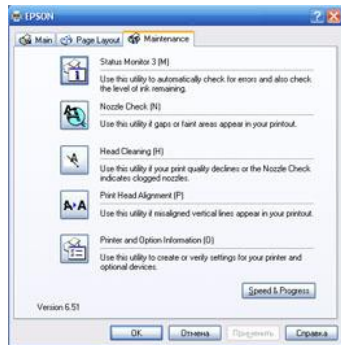 EPSON
Main Page Layout Maintenance
Status Monitor 3 (M)
Use this utility to automatically check for errors and also check
the level of ink remaining.
Nozzle Check (N)
Use this utility if gaps or faint areas appear in your printout.
Head Cleaning (H)
Use this utility if your print quality declines or the Nozzle Check
indicates clogged nozzles.
Print Head Alignment (P)
Use this utility if misaligned vertical lines appear in your printout.
Printer and Option Information (O)
Use this utility to create or verify settings for your printer and
optional devices.
Speed & Progress
Version 6.51
OK Отмена Применить Справка